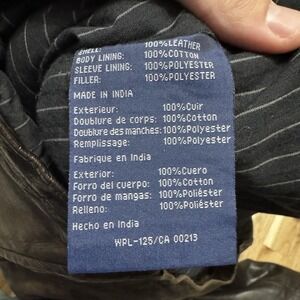 SHELL: 100%LEATHER
BODY LINING: 100%COTTON
SLEEVE LINING: 100%POLYESTER
FILLER: 100%POLYESTER
MADE IN INDIA
Exterieur: 100%Cuir
Doublure de corps: 100%Cotton
Doublure des manches: 100%Polyester
Remplissage: 100%Polyester
Fabrique en India
Exterior: 100%Cuero
Forro del cuerpo: 100%Cotton
Forro de mangas: 100%Poliéster
Relleno: 100%Poliéster
Hecho en India
WPL-125/CA 00213